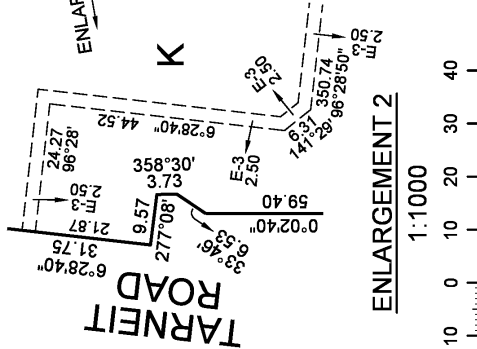 ENLAR
K
24.27
96°28'
E-3
2.50
21.87
31.75
6°28'40"
44.52
6°28'40"
E-3
2.50
E-3
2.50
E-3
2.50
350.74
96°28'50"
6.31
141°29'
358°30'
3.73
9.57
277°08'
6.53
33°46'
59.40
0°02'40"
TARNEIT
ROAD
ENLARGEMENT 2
1:1000
10 0 10 20 30 40